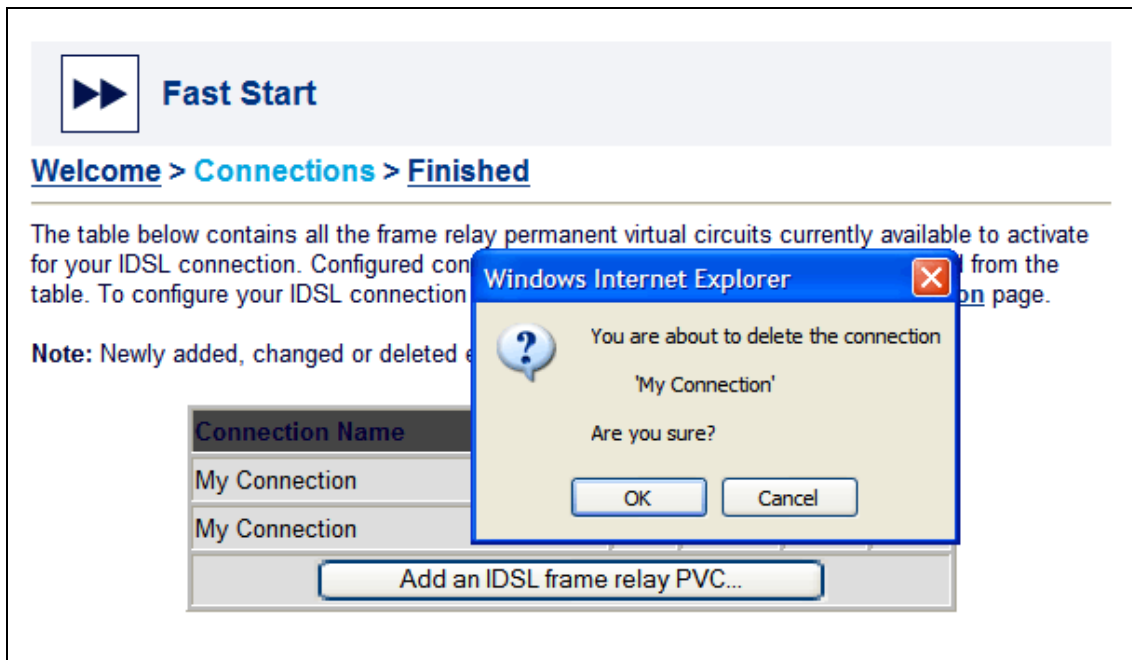 Fast Start
Welcome > Connections > Finished
The table below contains all the frame relay permanent virtual circuits currently available to activate
for your IDSL connection. Configured from the
table. To configure your IDSL connection page.
Note: Newly added, changed or deleted
Windows Internet Explorer
You are about to delete the connection
'My Connection'
Are you sure?
OK Cancel
Connection Name
My Connection
My Connection
Add an IDSL frame relay PVC...